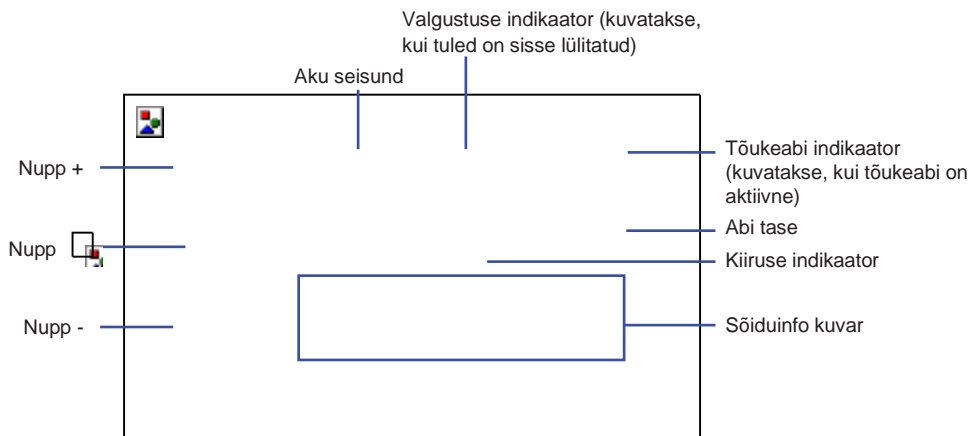 Valgustuse indikaator (kuvatakse,
kui tuled on sisse lülitatud)
Aku seisund
Nupp +
Tõukeabi indikaator
(kuvatakse, kui tõukeabi on
aktiivne)
Abi tase
Nupp
Kiiruse indikaator
Nupp -
Sõiduinfo kuvar